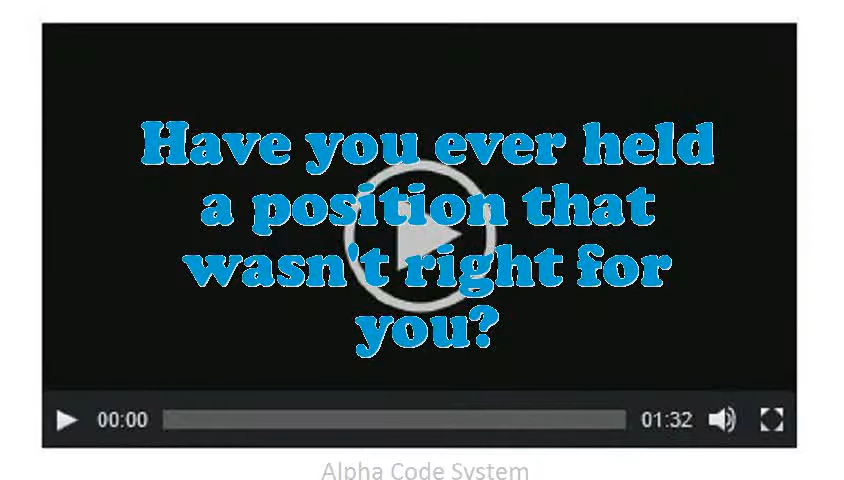 Have you ever held
a position that
wasn't right for
you?
00:00 01:32
Alpha Code System